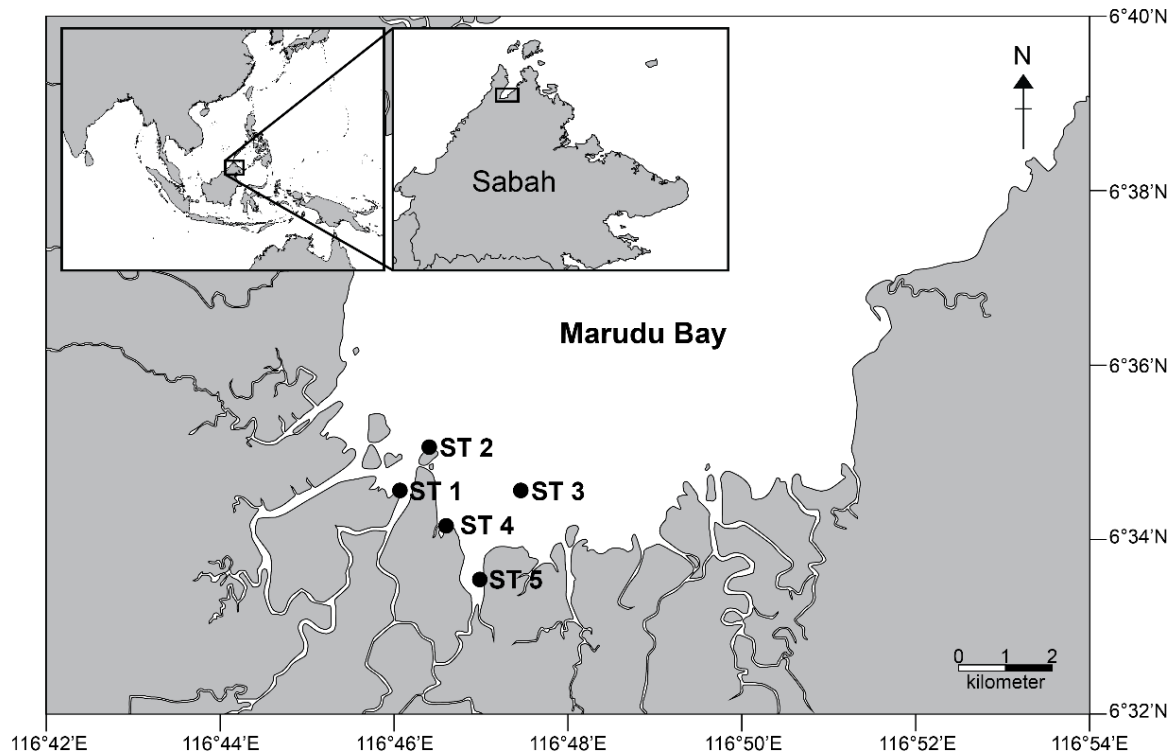 6°40’N
N
Sabah
6°38’N
Marudu Bay
6°36’N
ST 2
ST 1
ST 3
ST 4
6°34’N
ST 5
0 1 2
kilometer
6°32’N
116°42’E 116°44’E 116°46’E 116°48’E 116°50’E 116°52’E 116°54’E